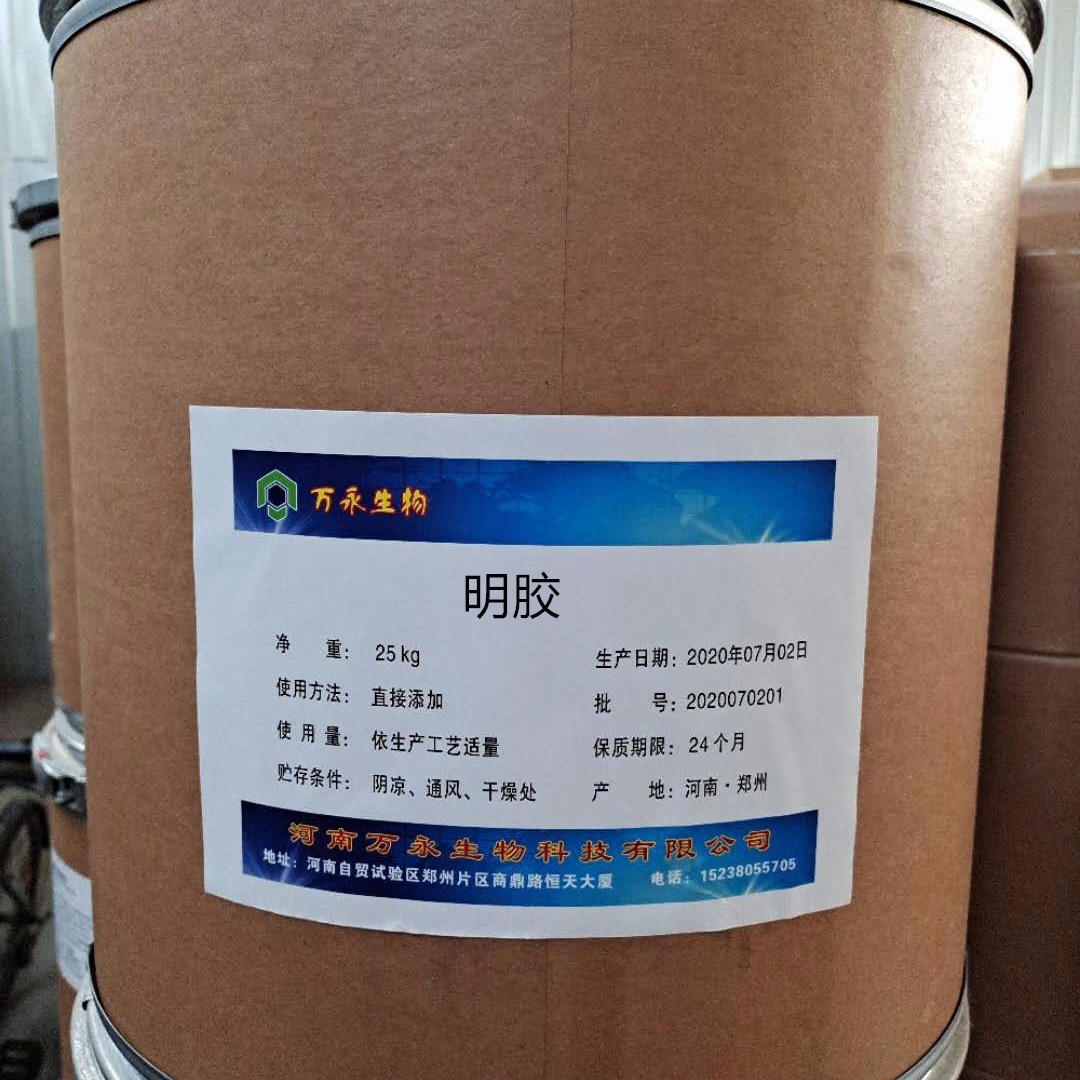 万永生物
明胶
净 重: 25kg
生产日期: 2020年07月02日
使用方法: 直接添加
批 号: 2020070201
使 用 量: 依生产工艺适量
保质期限: 24个月
贮存条件: 阴凉、通风、干燥处
产 地: 河南·郑州
河南万永生物科技有限公司
地址: 河南自贸试验区郑州片区商鼎路恒天大厦 电话: 15238055705